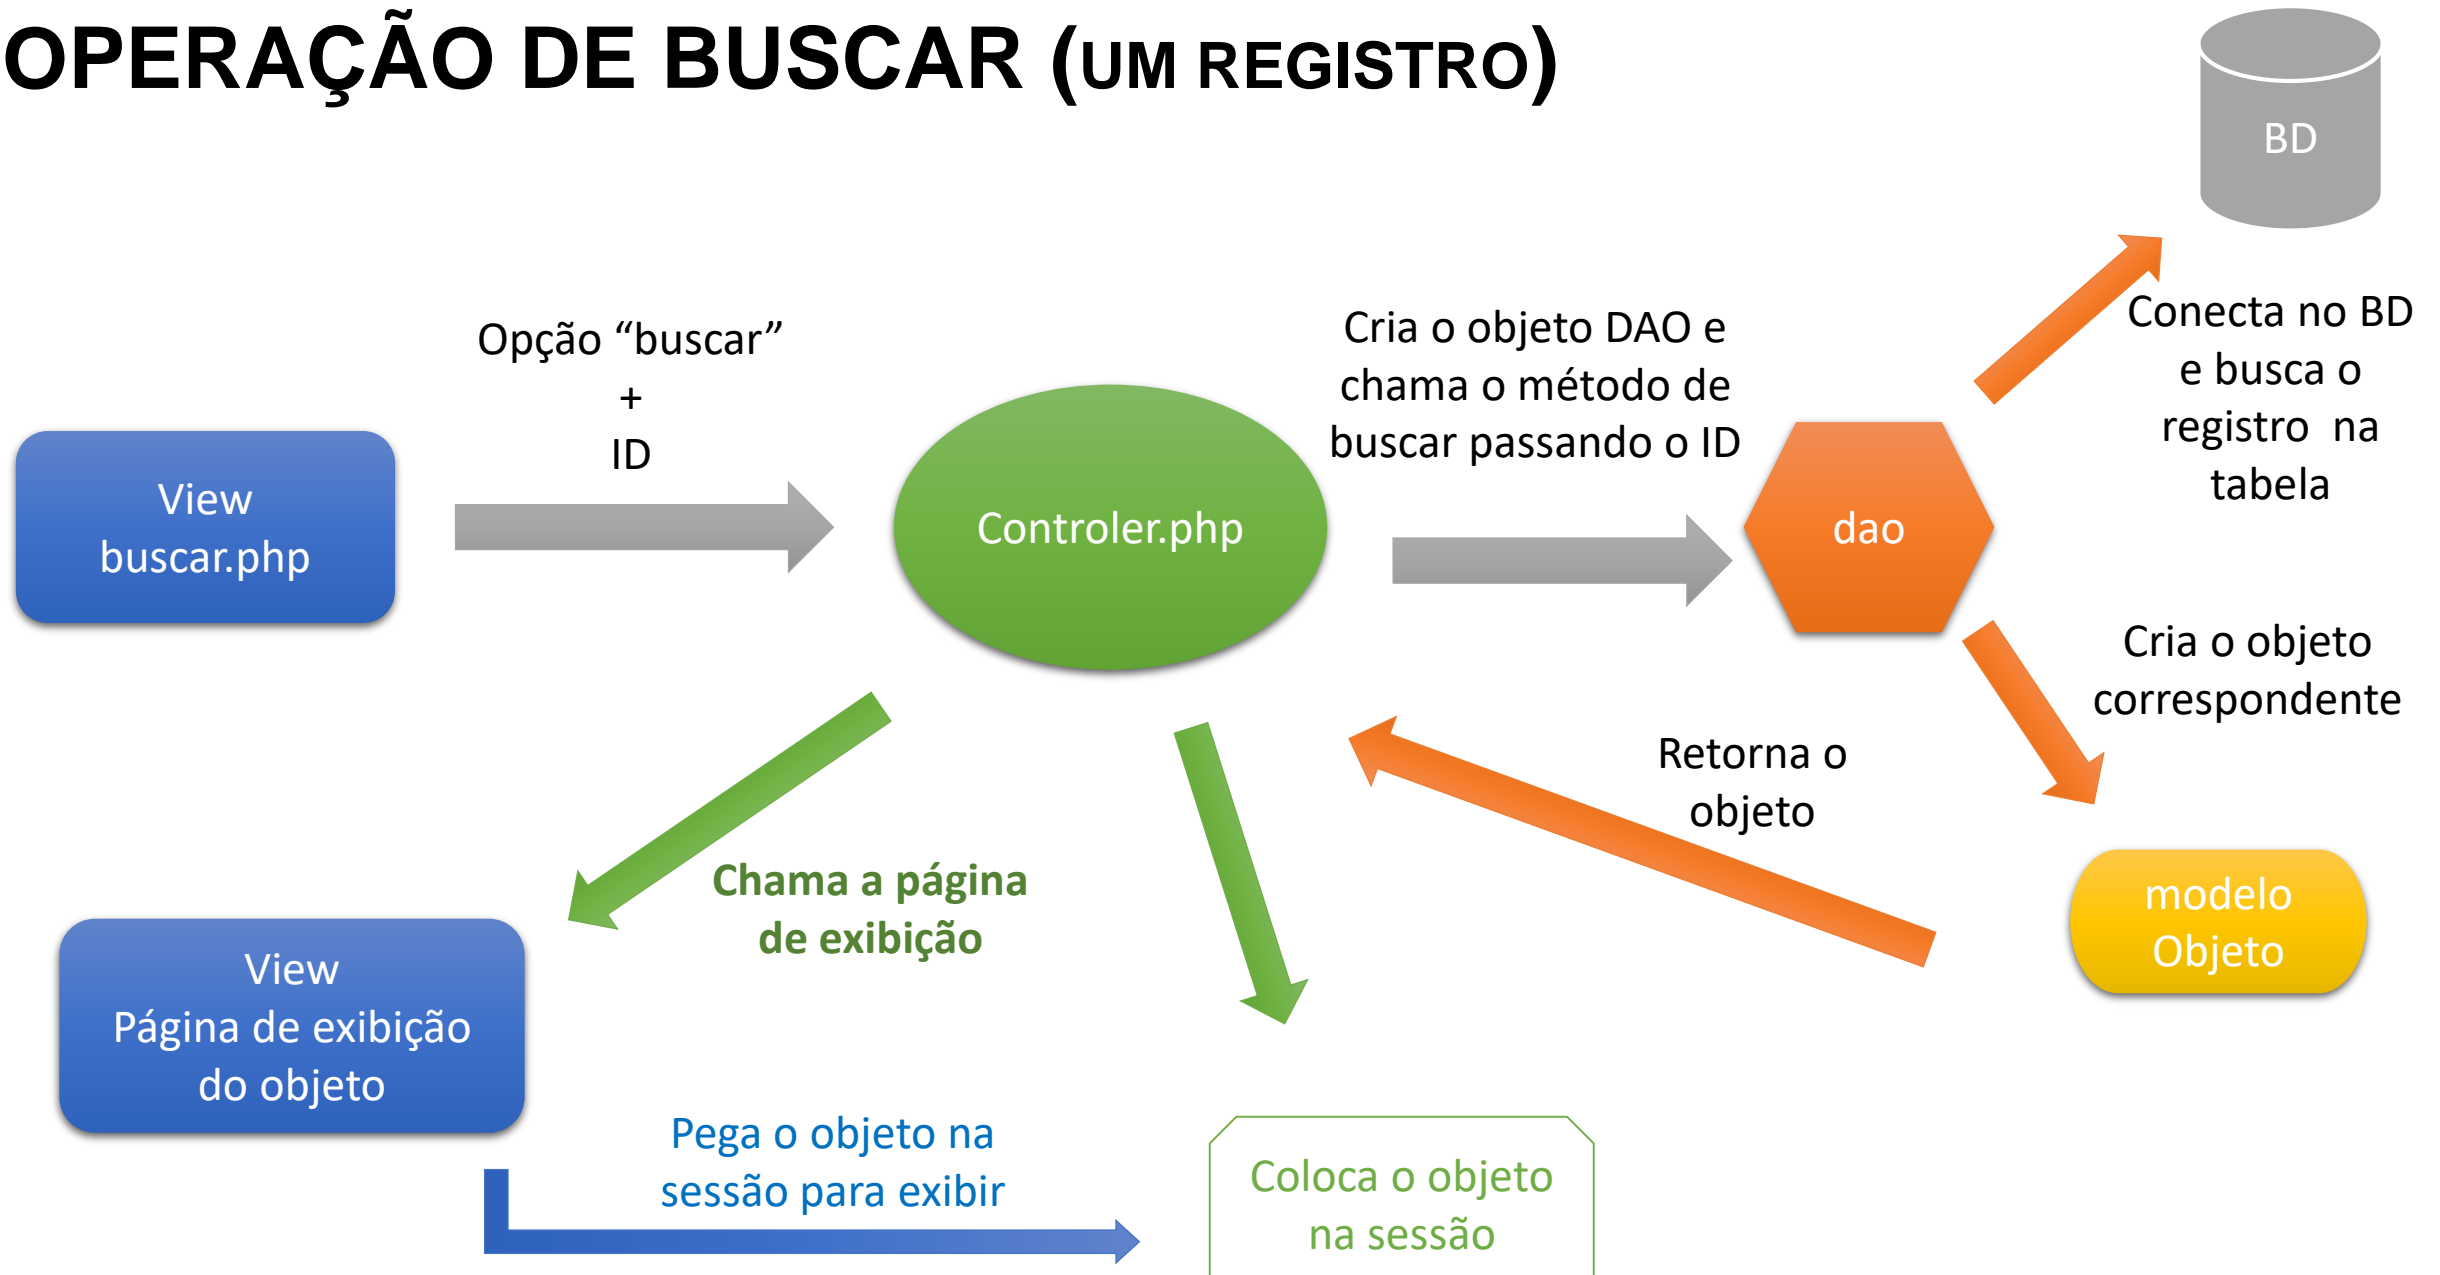 OPERAÇÃO DE BUSCAR (UM REGISTRO)
BD
Opção “buscar”
+
ID
Cria o objeto DAO e
chama o método de
buscar passando o ID
Conecta no BD
e busca o
registro na
tabela
View
buscar.php
Controler.php
dao
Cria o objeto
correspondente
Retorna o
objeto
Chama a página
de exibição
modelo
Objeto
View
Página de exibição
do objeto
Pega o objeto na
sessão para exibir
Coloca o objeto
na sessão